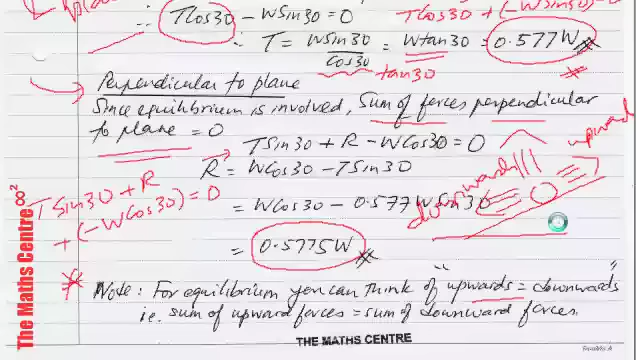 ∴ TCos30 - WSin30 = 0
TCos30 + (-WSin30) = 0
∴ T = WSin30/Cos30 = Wtan30 = 0.577W
tan30
Perpendicular to plane
Since equilibrium is involved, Sum of forces perpendicular
to plane = 0
TSin30 + R - WCos30 = 0
R = WCos30 - TSin30
= WCos30 - 0.577WSin30
= 0.5775W
TSin30 + R
+ (-WCos30) = 0
downwards
upward
Note: For equilibrium you can think of "upwards = downwards"
i.e. sum of upward forces = sum of downward forces.
The Maths Centre ∞²
THE MATHS CENTRE